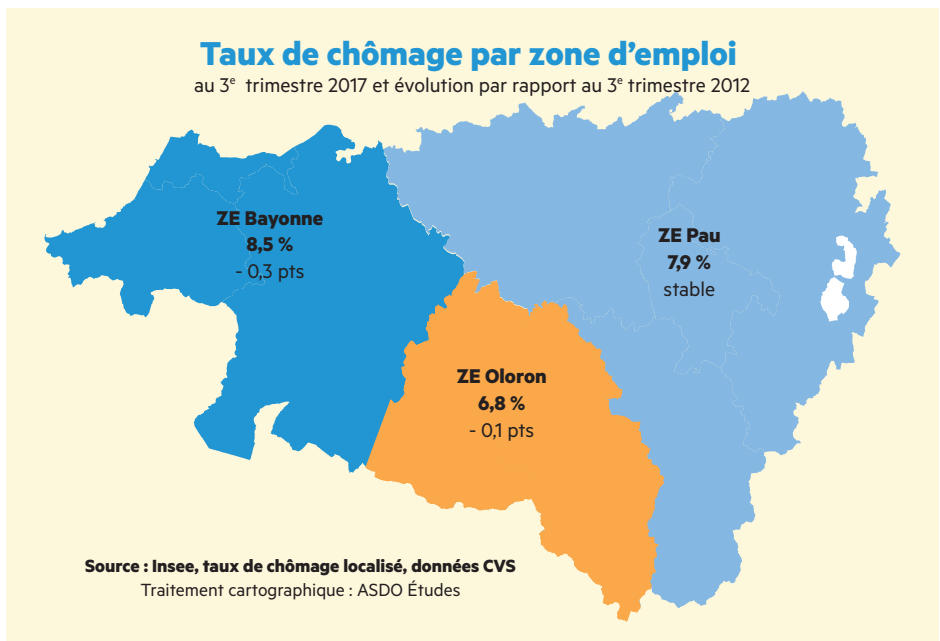 Taux de chômage par zone d'emploi
au 3e trimestre 2017 et évolution par rapport au 3e trimestre 2012
ZE Bayonne
8,5 %
- 0,3 pts
ZE Pau
7,9 %
stable
ZE Oloron
6,8 %
- 0,1 pts
Source : Insee, taux de chômage localisé, données CVS
Traitement cartographique : ASDO Études